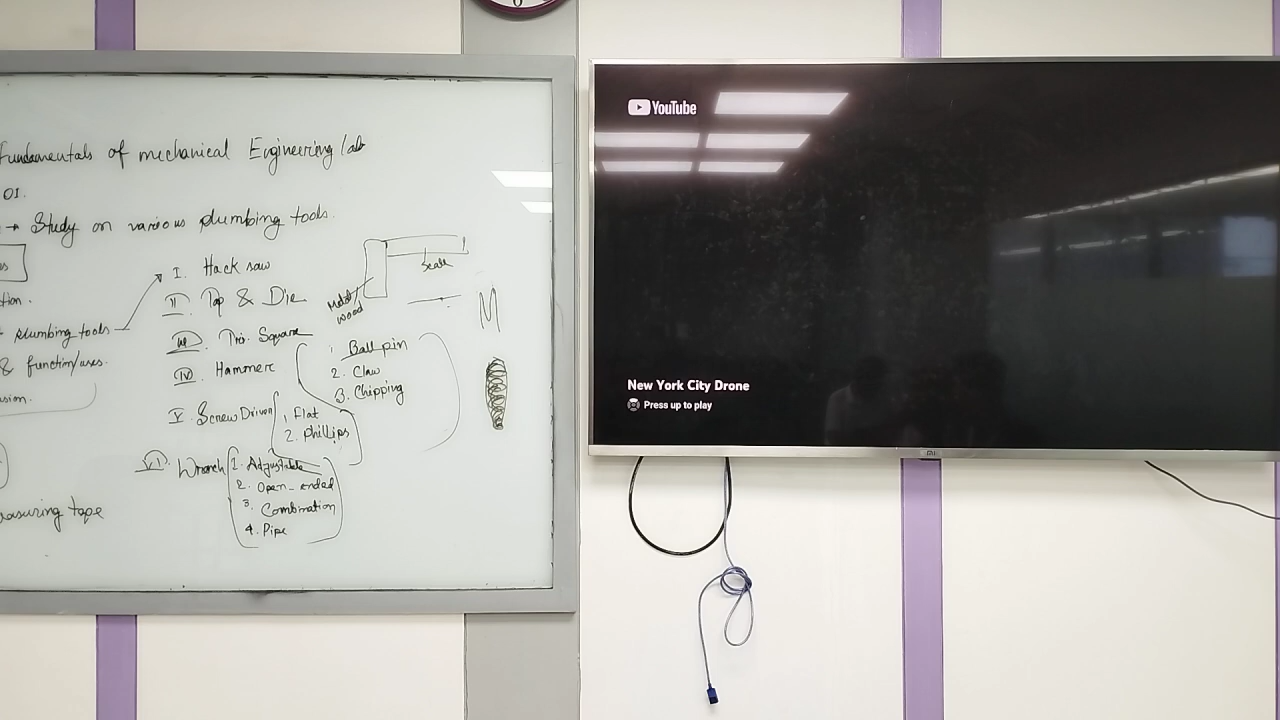 Fundamentals of mechanical Engineering lab
01.
→ Study on various plumbing tools.
I. Hack saw
II. Tap & Die
III. Tri. Square
IV. Hammer
1. Ball pin
2. Claw
3. Chipping
V. Screw Driver
1. Flat
2. Phillips
VI. Wrench
1. Adjustable
2. Open-ended
3. Combination
4. Pipe
Scale
Metal/
wood
M
plumbing tools
& function/uses.
tape
YouTube
New York City Drone
Press up to play
MI